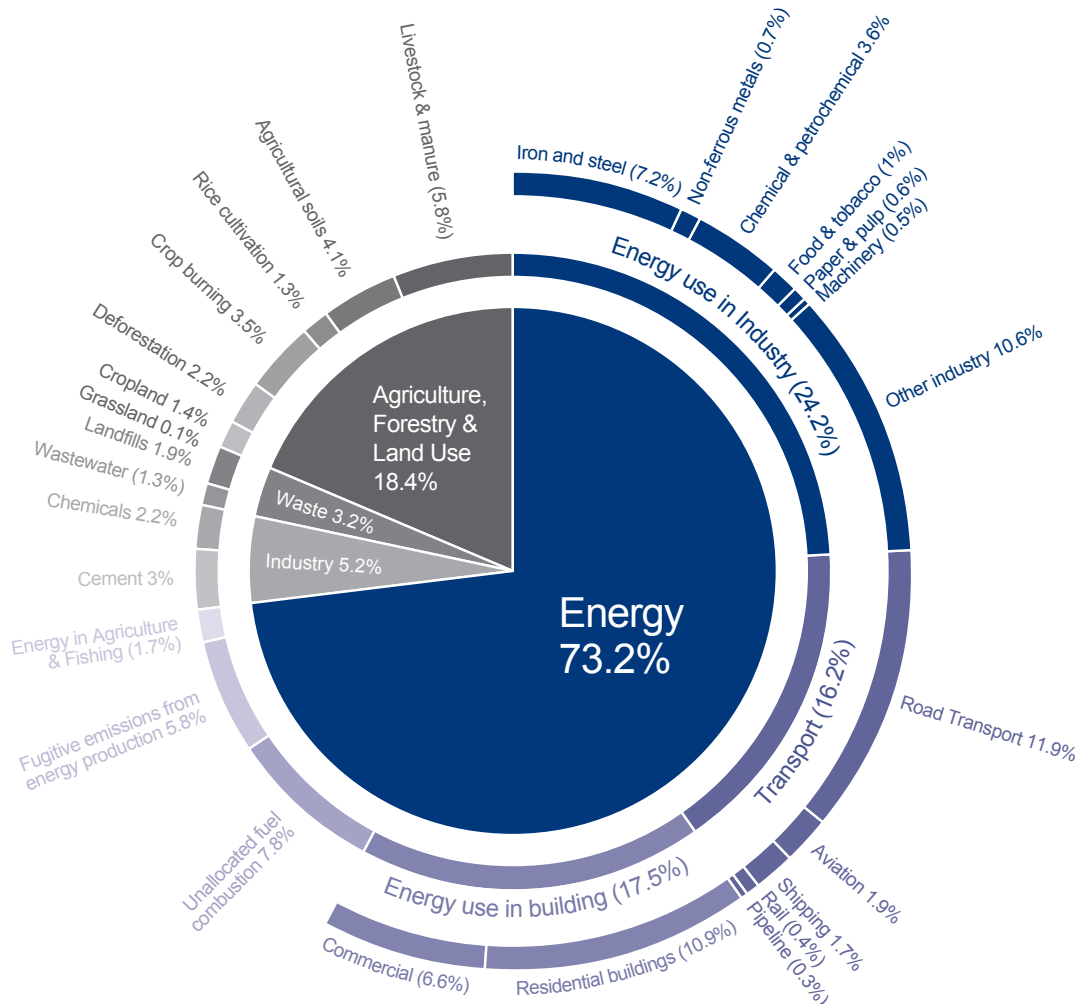 Livestock & manure (5.8%)
Agricultural soils 4.1%
Rice cultivation 1.3%
Crop burning 3.5%
Deforestation 2.2%
Cropland 1.4%
Grassland 0.1%
Landfills 1.9%
Wastewater (1.3%)
Chemicals 2.2%
Cement 3%
Energy in Agriculture
& Fishing (1.7%)
Fugitive emissions from
energy production 5.8%
Unallocated fuel
combustion 7.8%
Iron and steel (7.2%)
Non-ferrous metals (0.7%)
Chemical & petrochemical 3.6%
Food & tobacco (1%)
Paper & pulp (0.6%)
Machinery (0.5%)
Other industry 10.6%
Energy use in Industry (24.2%)
Agriculture,
Forestry &
Land Use
18.4%
Waste 3.2%
Industry 5.2%
Energy
73.2%
Transport (16.2%)
Road Transport 11.9%
Aviation 1.9%
Shipping 1.7%
Rail (0.4%)
Pipeline (0.3%)
Energy use in building (17.5%)
Residential buildings (10.9%)
Commercial (6.6%)